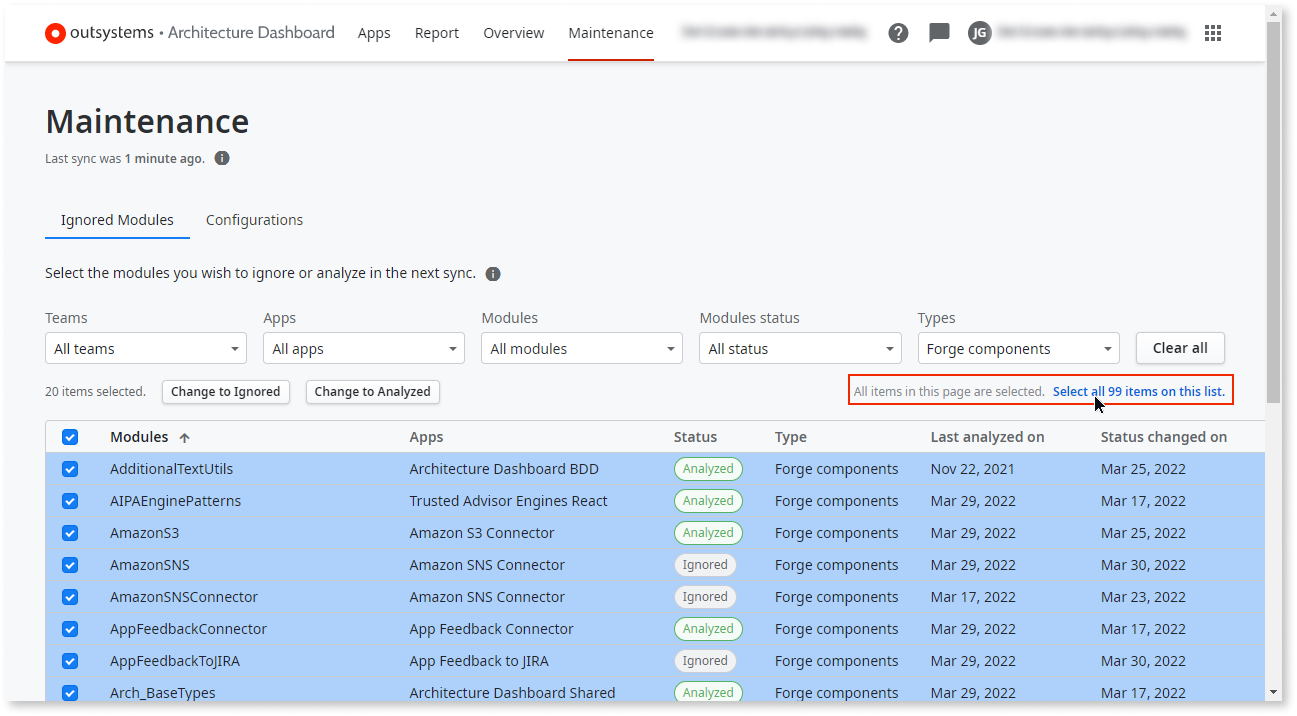 outsystems • Architecture Dashboard Apps Report Overview Maintenance ? JG
Maintenance
Last sync was 1 minute ago. i
Ignored Modules Configurations
Select the modules you wish to ignore or analyze in the next sync. i
Teams Apps Modules Modules status Types
All teams All apps All modules All status Forge components Clear all
20 items selected. Change to Ignored Change to Analyzed All items in this page are selected. Select all 99 items on this list.
Modules ↑ Apps Status Type Last analyzed on Status changed on
AdditionalTextUtils Architecture Dashboard BDD Analyzed Forge components Nov 22, 2021 Mar 25, 2022
AIPAEnginePatterns Trusted Advisor Engines React Analyzed Forge components Mar 29, 2022 Mar 17, 2022
AmazonS3 Amazon S3 Connector Analyzed Forge components Mar 29, 2022 Mar 25, 2022
AmazonSNS Amazon SNS Connector Ignored Forge components Mar 29, 2022 Mar 30, 2022
AmazonSNSConnector Amazon SNS Connector Ignored Forge components Mar 17, 2022 Mar 23, 2022
AppFeedbackConnector App Feedback Connector Analyzed Forge components Mar 29, 2022 Mar 17, 2022
AppFeedbackToJIRA App Feedback to JIRA Ignored Forge components Mar 29, 2022 Mar 30, 2022
Arch_BaseTypes Architecture Dashboard Shared Analyzed Forge components Mar 29, 2022 Mar 17, 2022